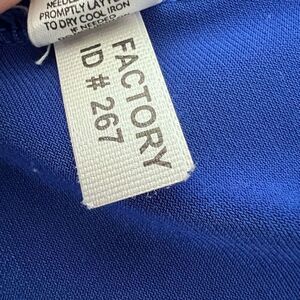 PROMPTLY LAY
TO DRY COOL IRON
IF NEEDED
FACTORY
ID # 267